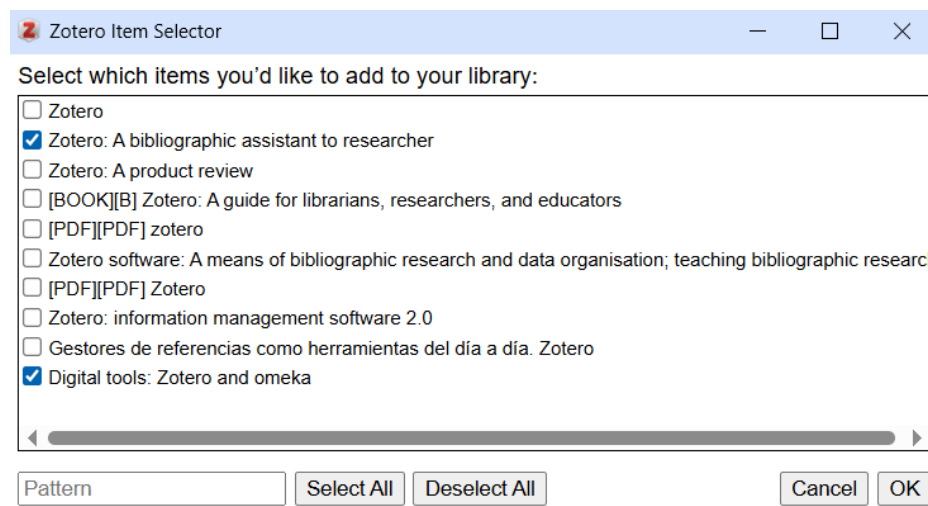 Zotero Item Selector
Select which items you'd like to add to your library:
Zotero
Zotero: A bibliographic assistant to researcher
Zotero: A product review
[BOOK][B] Zotero: A guide for librarians, researchers, and educators
[PDF][PDF] zotero
Zotero software: A means of bibliographic research and data organisation; teaching bibliographic researc
[PDF][PDF] Zotero
Zotero: information management software 2.0
Gestores de referencias como herramientas del día a día. Zotero
Digital tools: Zotero and omeka
Pattern Select All Deselect All Cancel OK